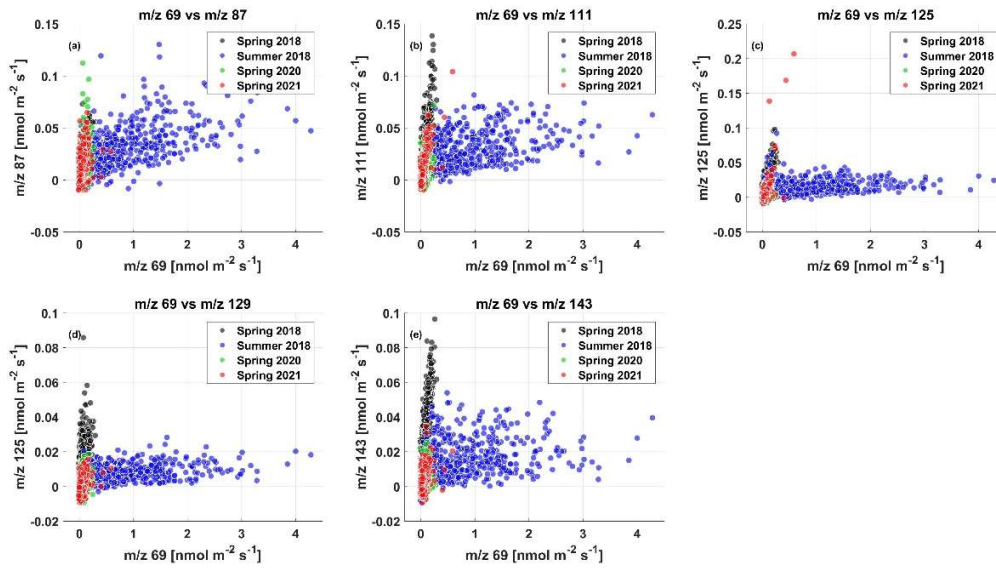 m/z 69 vs m/z 87
(a)
Spring 2018
Summer 2018
Spring 2020
Spring 2021
0.15
0.1
0.05
0
-0.05
m/z 87 [nmol m-2 s-1]
0 1 2 3 4
m/z 69 [nmol m-2 s-1]
m/z 69 vs m/z 111
(b)
Spring 2018
Summer 2018
Spring 2020
Spring 2021
0.15
0.1
0.05
0
-0.05
m/z 111 [nmol m-2 s-1]
0 1 2 3 4
m/z 69 [nmol m-2 s-1]
m/z 69 vs m/z 125
(c)
Spring 2018
Summer 2018
Spring 2020
Spring 2021
0.25
0.2
0.15
0.1
0.05
0
-0.05
m/z 125 [nmol m-2 s-1]
0 1 2 3 4
m/z 69 [nmol m-2 s-1]
m/z 69 vs m/z 129
(d)
Spring 2018
Summer 2018
Spring 2020
Spring 2021
0.1
0.08
0.06
0.04
0.02
0
-0.02
m/z 125 [nmol m-2 s-1]
0 1 2 3 4
m/z 69 [nmol m-2 s-1]
m/z 69 vs m/z 143
(e)
Spring 2018
Summer 2018
Spring 2020
Spring 2021
0.1
0.08
0.06
0.04
0.02
0
-0.02
m/z 143 [nmol m-2 s-1]
0 1 2 3 4
m/z 69 [nmol m-2 s-1]